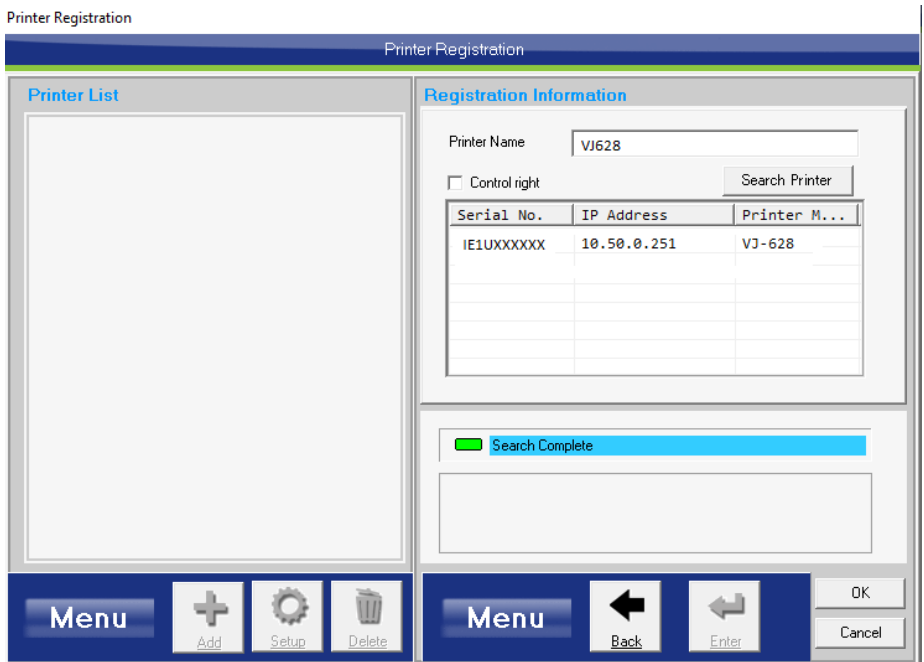 Printer Registration
Printer Registration
Printer List
Registration Information
Printer Name
VJ628
Control right
Search Printer
Serial No. IP Address Printer M...
IE1UXXXXXX 10.50.0.251 VJ-628
Search Complete
Menu
Add
Setup
Delete
Menu
Back
Enter
OK
Cancel